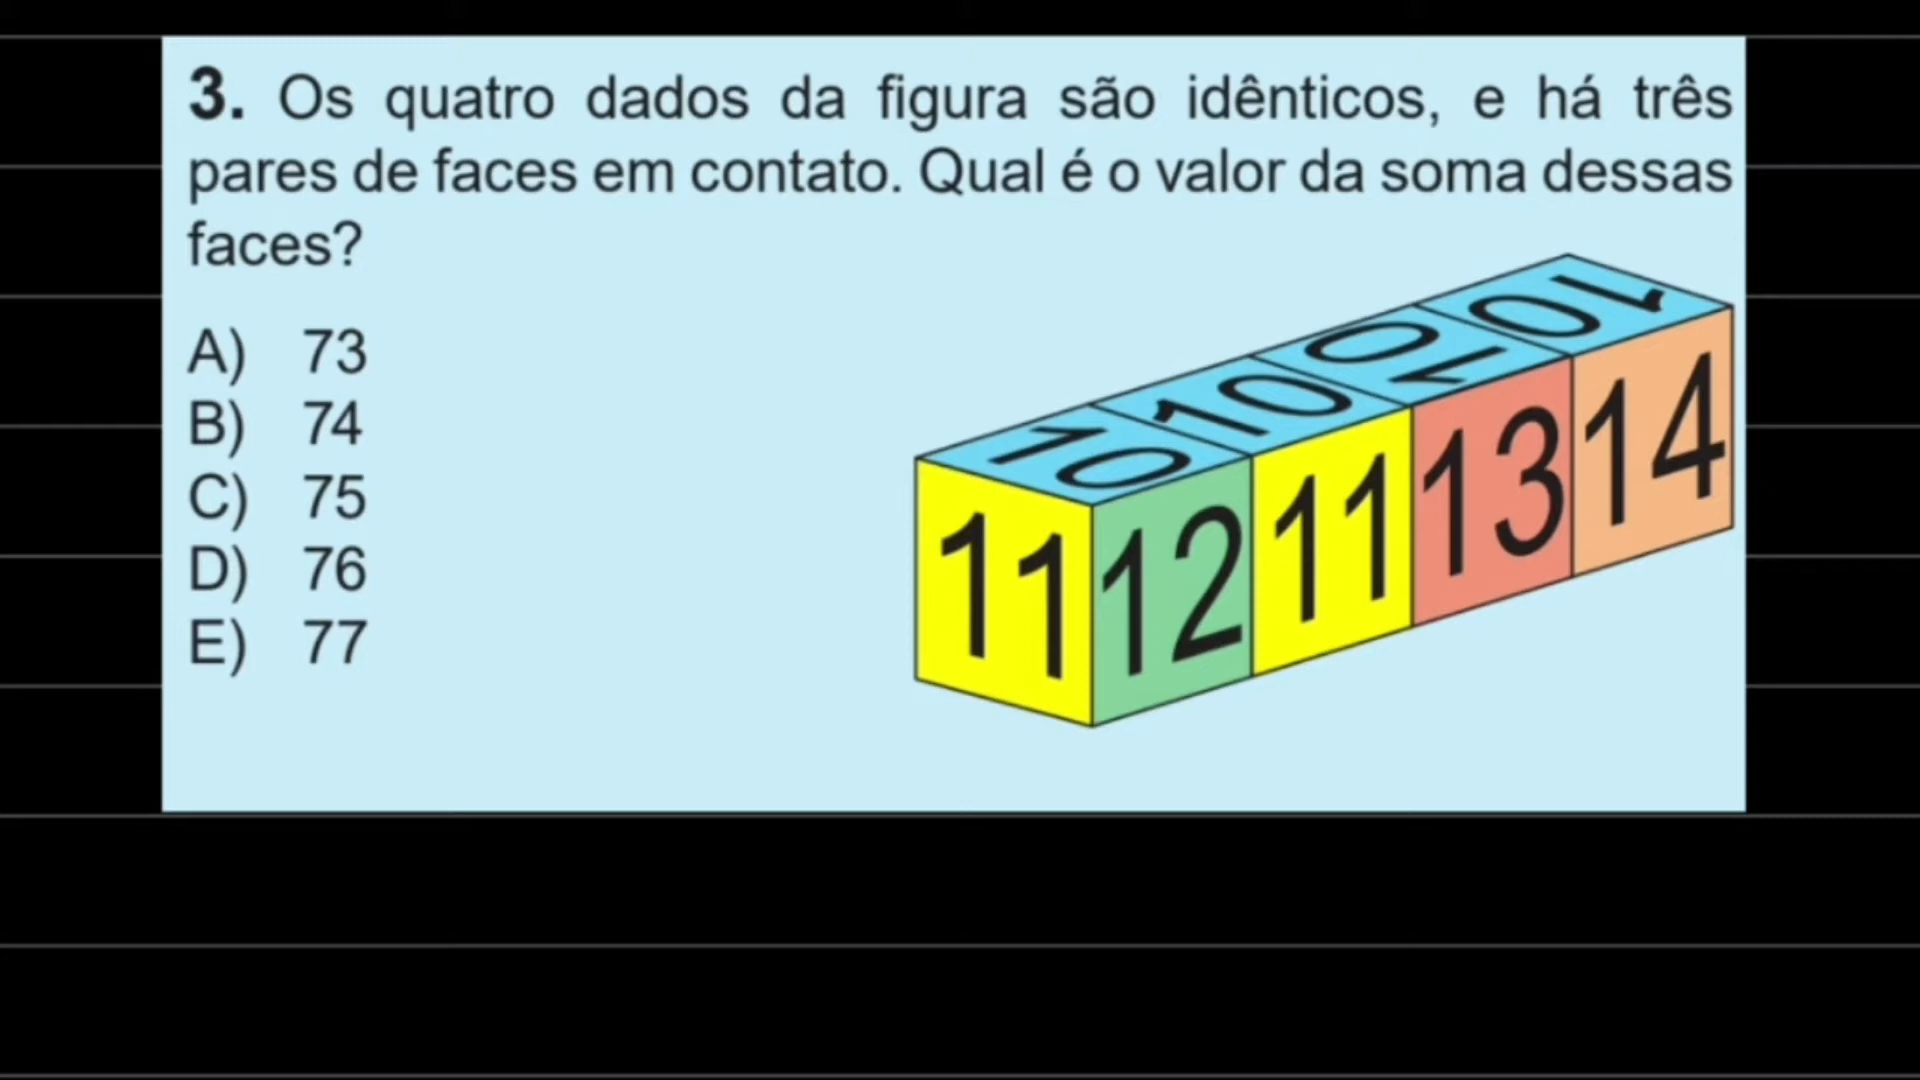 3. Os quatro dados da figura são idênticos, e há três
pares de faces em contato. Qual é o valor da soma dessas
faces?
A) 73
B) 74
C) 75
D) 76
E) 77
10 10 10 10
11 12 11 13 14